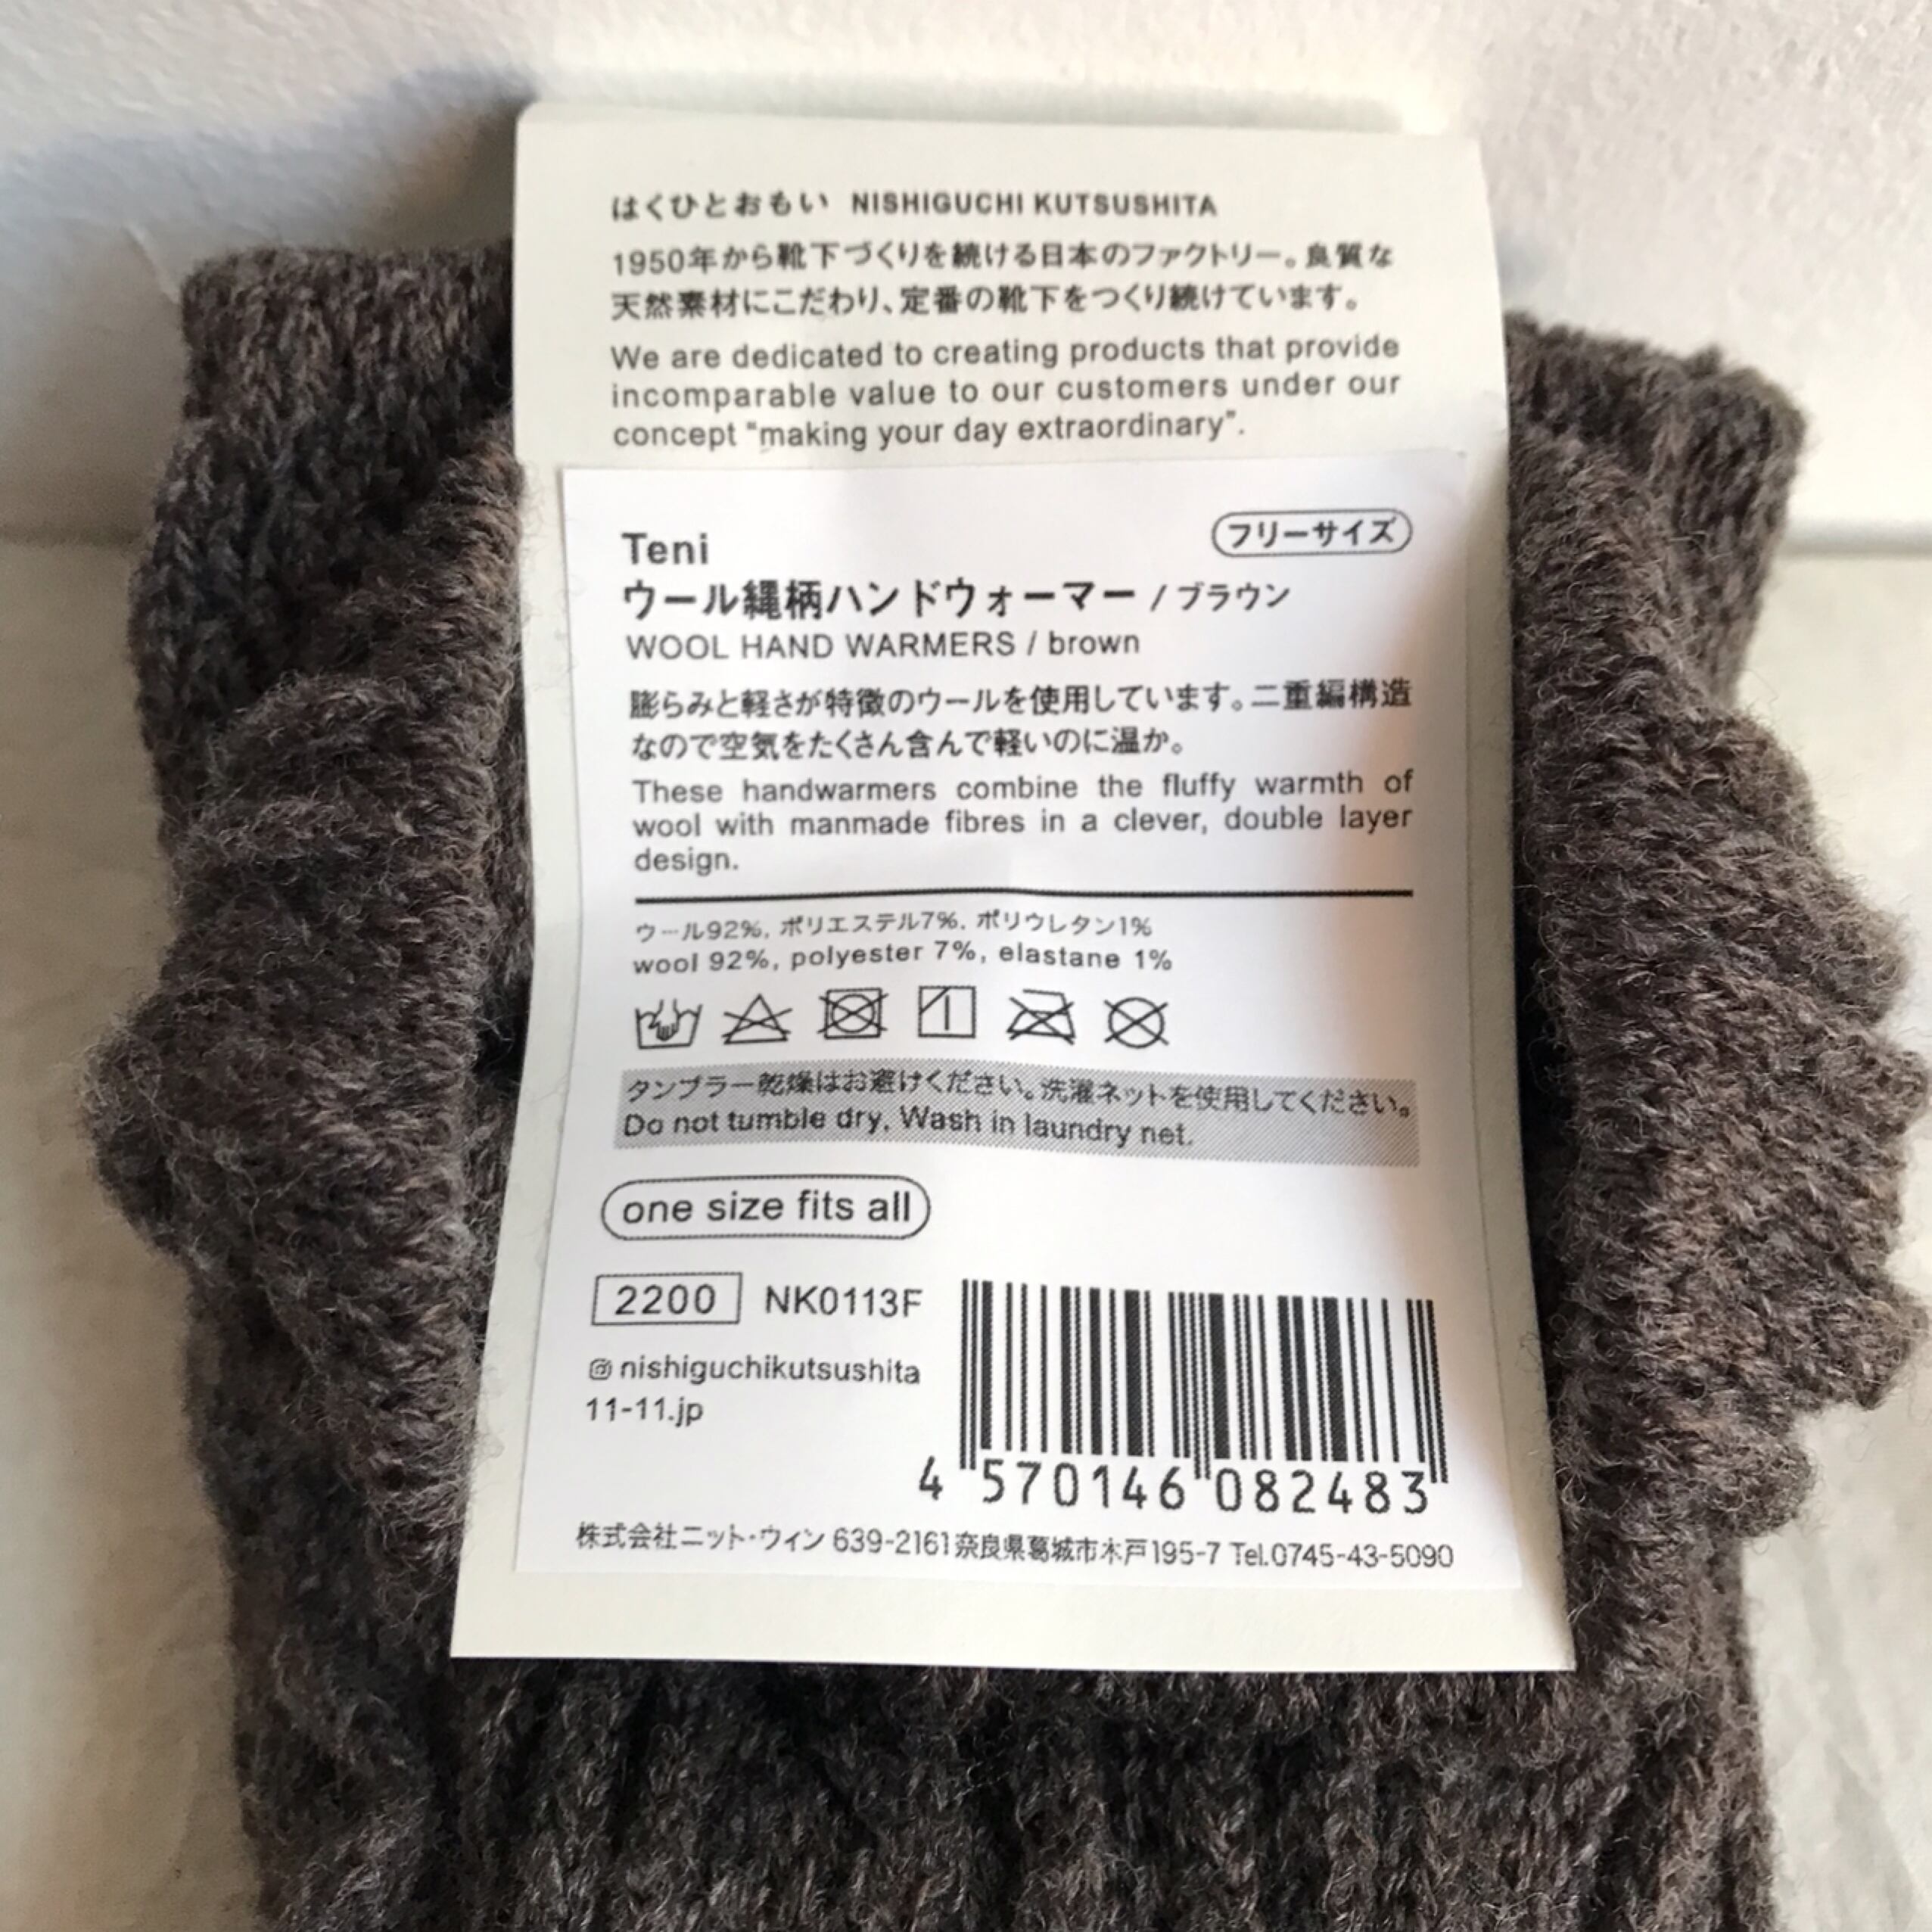 はくひとおもい NISHIGUCHI KUTSUSHITA
1950年から靴下づくりを続ける日本のファクトリー。良質な
天然素材にこだわり、定番の靴下をつくり続けています。
We are dedicated to creating products that provide
incomparable value to our customers under our
concept "making your day extraordinary".
Teni
フリーサイズ
ウール縄柄ハンドウォーマー / ブラウン
WOOL HAND WARMERS / brown
膨らみと軽さが特徴のウールを使用しています。二重編構造
なので空気をたくさん含んで軽いのに温か。
These handwarmers combine the fluffy warmth of
wool with manmade fibres in a clever, double layer
design.
ウール92%, ポリエステル7%, ポリウレタン1%
wool 92%, polyester 7%, elastane 1%
タンブラー乾燥はお避けください。洗濯ネットを使用してください。
Do not tumble dry. Wash in laundry net.
one size fits all
2200 NK0113F
nishiguchikutsushita
11-11.jp
4 570146 082483
株式会社ニット・ウィン 639-2161奈良県葛城市木戸195-7 Tel.0745-43-5090